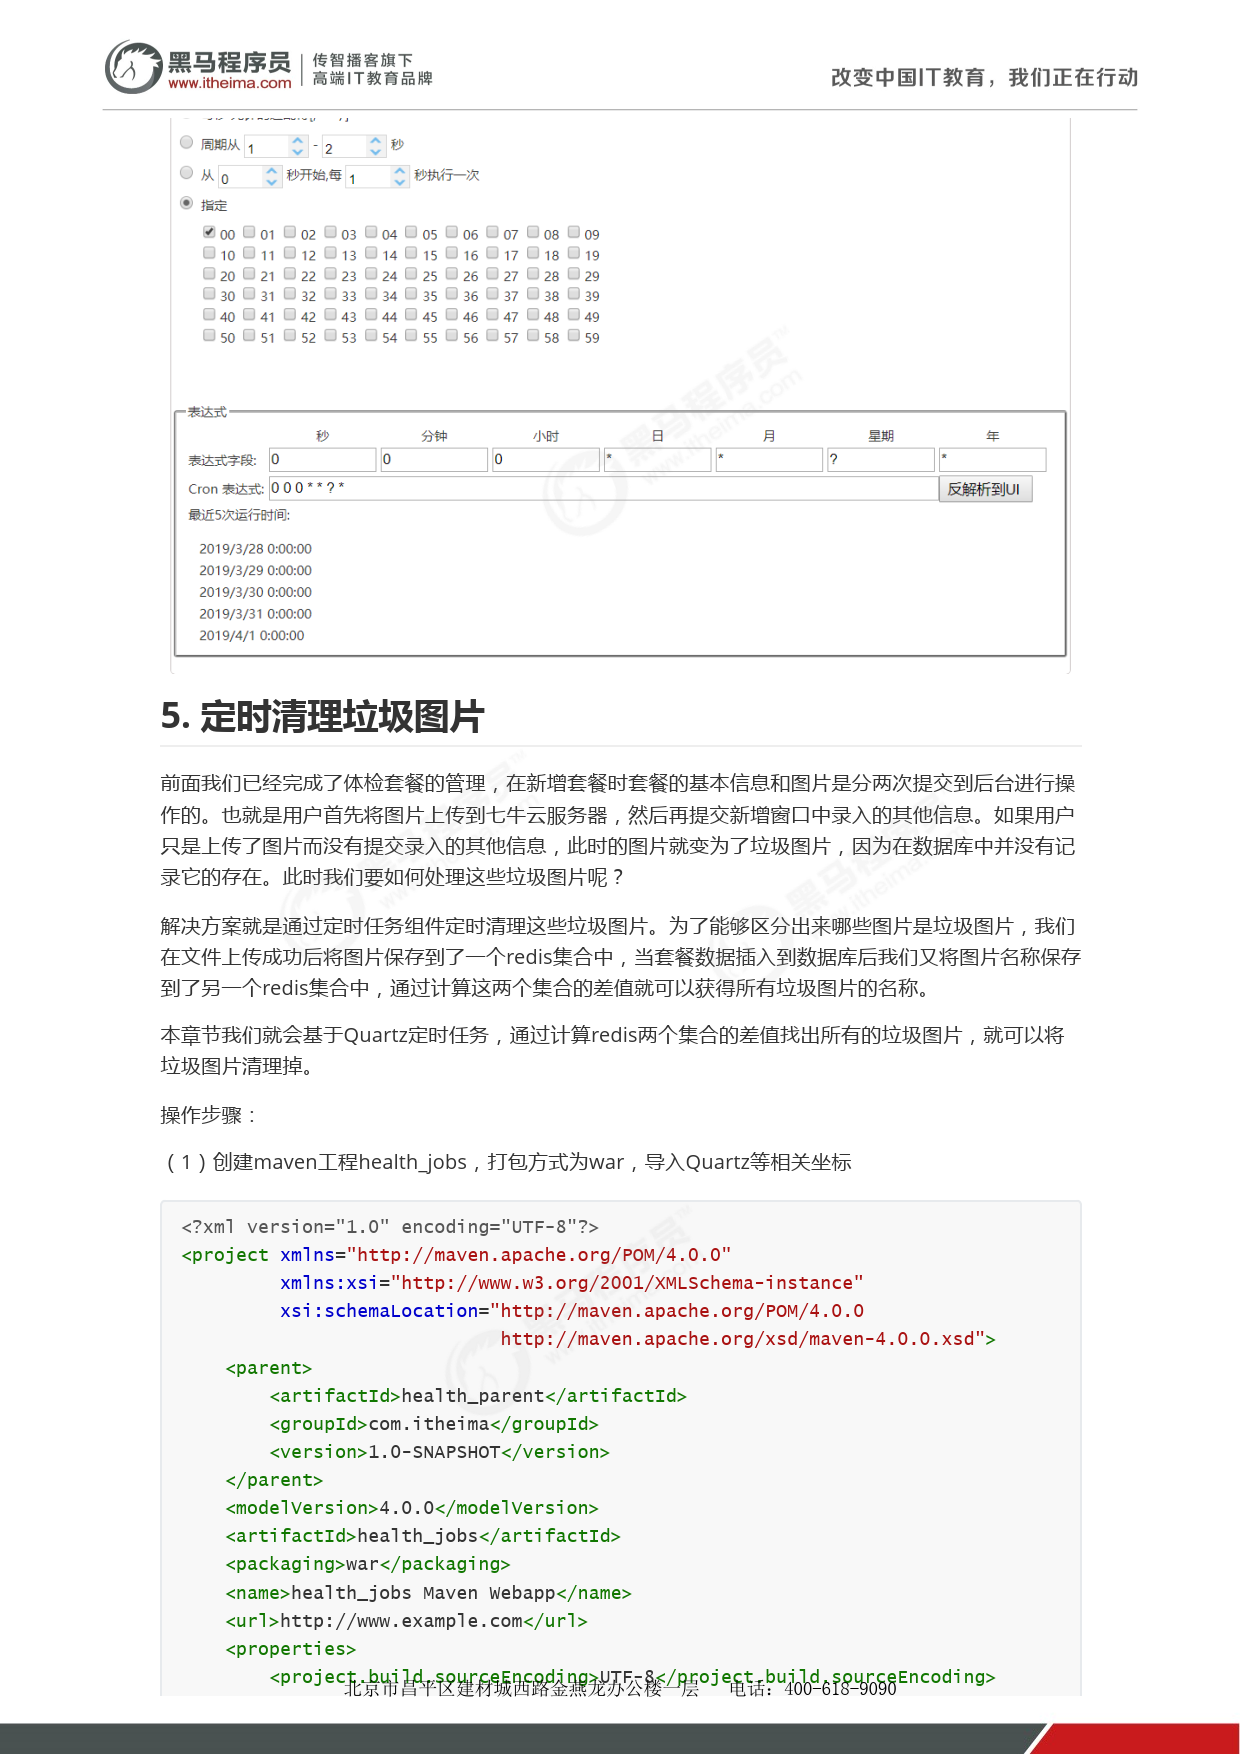 黑马程序员
www.itheima.com
传智播客旗下
高端IT教育品牌
改变中国IT教育，我们正在行动
周期从 1 - 2 秒
从 0 秒开始,每 1 秒执行一次
指定
00 01 02 03 04 05 06 07 08 09
10 11 12 13 14 15 16 17 18 19
20 21 22 23 24 25 26 27 28 29
30 31 32 33 34 35 36 37 38 39
40 41 42 43 44 45 46 47 48 49
50 51 52 53 54 55 56 57 58 59
表达式
秒 分钟 小时 日 月 星期 年
表达式字段: 0 0 0 * * ? *
Cron 表达式: 0 0 0 * * ? * 反解析到UI
最近5次运行时间:
2019/3/28 0:00:00
2019/3/29 0:00:00
2019/3/30 0:00:00
2019/3/31 0:00:00
2019/4/1 0:00:00
5. 定时清理垃圾图片
前面我们已经完成了体检套餐的管理，在新增套餐时套餐的基本信息和图片是分两次提交到后台进行操
作的。也就是用户首先将图片上传到七牛云服务器，然后再提交新增窗口中录入的其他信息。如果用户
只是上传了图片而没有提交录入的其他信息，此时的图片就变为了垃圾图片，因为在数据库中并没有记
录它的存在。此时我们要如何处理这些垃圾图片呢？
解决方案就是通过定时任务组件定时清理这些垃圾图片。为了能够区分出来哪些图片是垃圾图片，我们
在文件上传成功后将图片保存到了一个redis集合中，当套餐数据插入到数据库后我们又将图片名称保存
到了另一个redis集合中，通过计算这两个集合的差值就可以获得所有垃圾图片的名称。
本章节我们就会基于Quartz定时任务，通过计算redis两个集合的差值找出所有的垃圾图片，就可以将
垃圾图片清理掉。
操作步骤：
（1）创建maven工程health_jobs，打包方式为war，导入Quartz等相关坐标
<?xml version="1.0" encoding="UTF-8"?>
<project xmlns="http://maven.apache.org/POM/4.0.0"
xmlns:xsi="http://www.w3.org/2001/XMLSchema-instance"
xsi:schemaLocation="http://maven.apache.org/POM/4.0.0
http://maven.apache.org/xsd/maven-4.0.0.xsd">
<parent>
<artifactId>health_parent</artifactId>
<groupId>com.itheima</groupId>
<version>1.0-SNAPSHOT</version>
</parent>
<modelVersion>4.0.0</modelVersion>
<artifactId>health_jobs</artifactId>
<packaging>war</packaging>
<name>health_jobs Maven Webapp</name>
<url>http://www.example.com</url>
<properties>
<project.build.sourceEncoding>UTF-8</project.build.sourceEncoding>
北京市昌平区建材城西路金燕龙办公楼一层 电话：400-618-9090